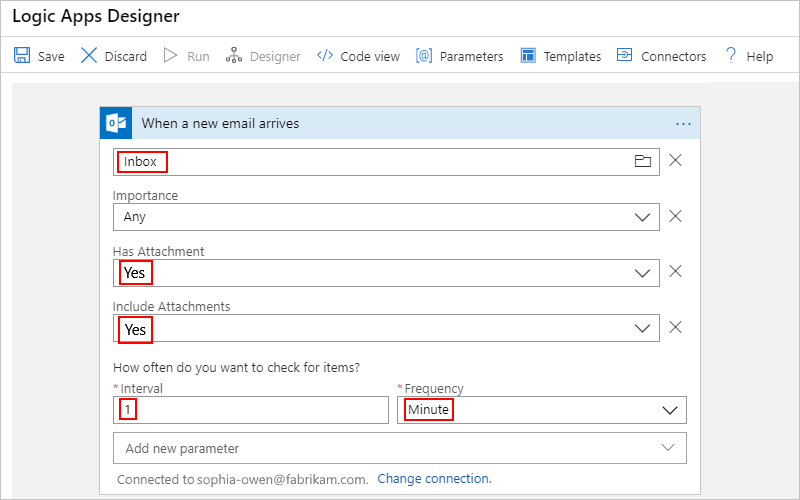 Logic Apps Designer
Save Discard Run Designer Code view Parameters Templates Connectors Help
When a new email arrives ...
Inbox
Importance
Any
Has Attachment
Yes
Include Attachments
Yes
How often do you want to check for items?
*Interval *Frequency
1 Minute
Add new parameter
Connected to sophia-owen@fabrikam.com. Change connection.